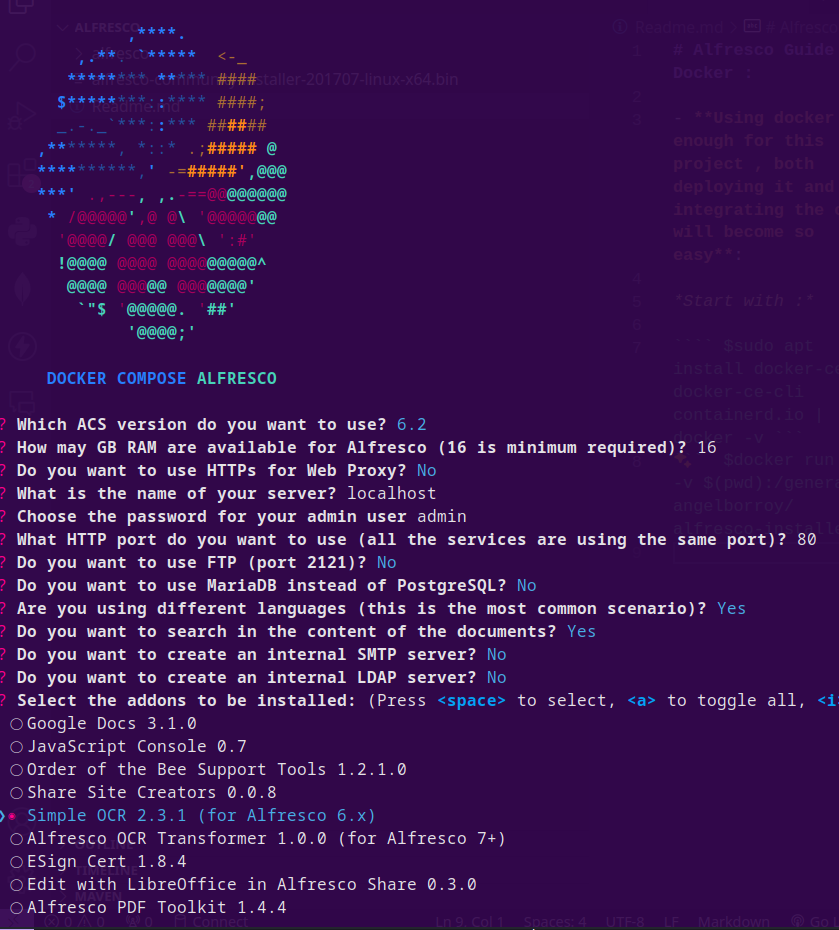 DOCKER COMPOSE ALFRESCO
? Which ACS version do you want to use? 6.2
? How may GB RAM are available for Alfresco (16 is minimum required)? 16
? Do you want to use HTTPs for Web Proxy? No
? What is the name of your server? localhost
? Choose the password for your admin user admin
? What HTTP port do you want to use (all the services are using the same port)? 80
? Do you want to use FTP (port 2121)? No
? Do you want to use MariaDB instead of PostgreSQL? No
? Are you using different languages (this is the most common scenario)? Yes
? Do you want to search in the content of the documents? Yes
? Do you want to create an internal SMTP server? No
? Do you want to create an internal LDAP server? No
? Select the addons to be installed: (Press <space> to select, <a> to toggle all, <i
Google Docs 3.1.0
JavaScript Console 0.7
Order of the Bee Support Tools 1.2.1.0
Share Site Creators 0.0.8
Simple OCR 2.3.1 (for Alfresco 6.x)
Alfresco OCR Transformer 1.0.0 (for Alfresco 7+)
ESign Cert 1.8.4
Edit with LibreOffice in Alfresco Share 0.3.0
Alfresco PDF Toolkit 1.4.4
ALFRESCO
Readme.md
# Alfresco Guide
Docker :
**Using docker
enough for this
project , both
deploying it and
integrating the
will become so
easy**:
*Start with :*
$sudo apt
install docker-ce
docker-ce-cli
containerd.io |
docker -v
$docker run
-v $(pwd):/genera
angelborroy/
alfresco-installe
OUTLINE
TIMELINE
MAVEN
Connect
Ln 9, Col 1
Spaces: 4
UTF-8
LF
Markdown